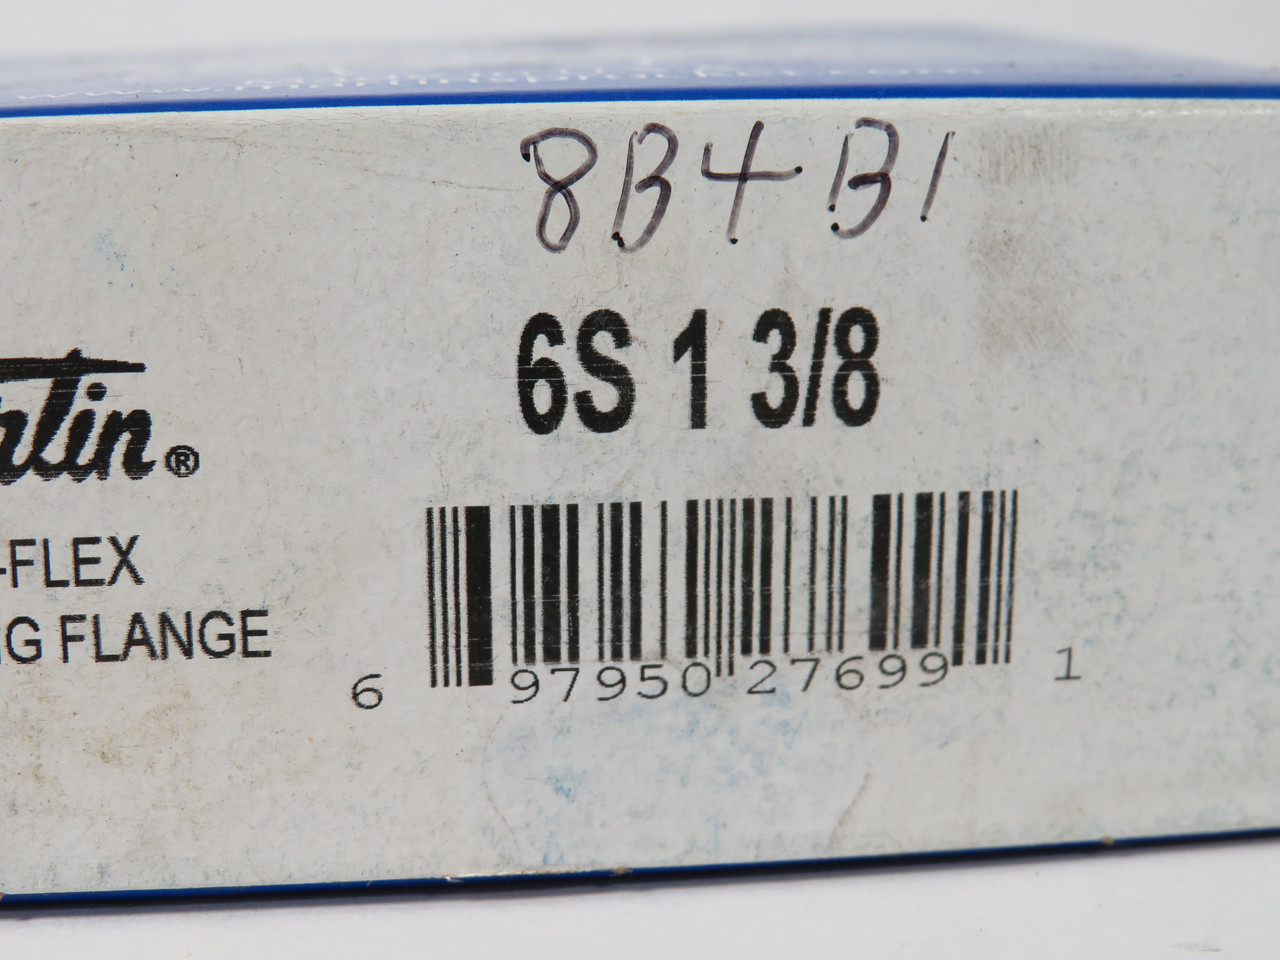 8B4B1
6S 1 3/8
-FLEX
FLANGE
6 97950 27699 1